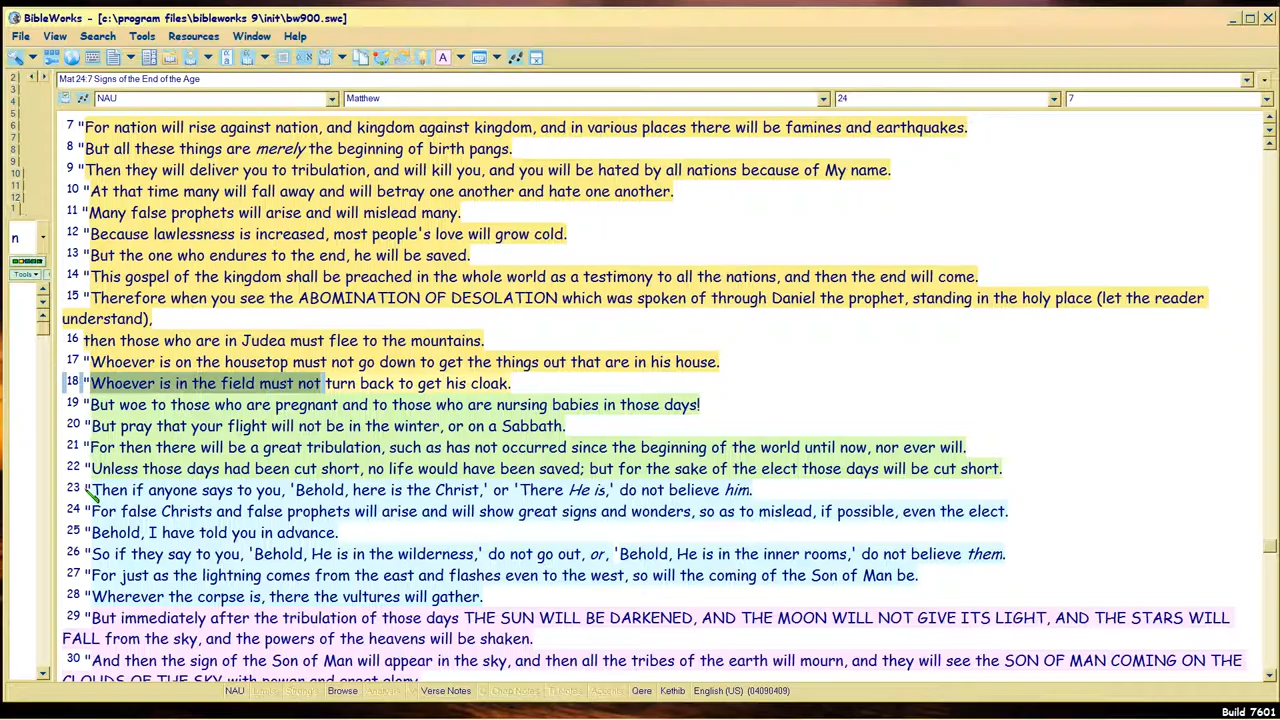 BibleWorks - [c:\program files\bibleworks 9\init\bw900.swc]
File View Search Tools Resources Window Help
Mat 24:7 Signs of the End of the Age
NAU Matthew 24 7
7 "For nation will rise against nation, and kingdom against kingdom, and in various places there will be famines and earthquakes.
8 "But all these things are merely the beginning of birth pangs.
9 "Then they will deliver you to tribulation, and will kill you, and you will be hated by all nations because of My name.
10 "At that time many will fall away and will betray one another and hate one another.
11 "Many false prophets will arise and will mislead many.
12 "Because lawlessness is increased, most people's love will grow cold.
13 "But the one who endures to the end, he will be saved.
14 "This gospel of the kingdom shall be preached in the whole world as a testimony to all the nations, and then the end will come.
15 "Therefore when you see the ABOMINATION OF DESOLATION which was spoken of through Daniel the prophet, standing in the holy place (let the reader
understand),
16 then those who are in Judea must flee to the mountains.
17 "Whoever is on the housetop must not go down to get the things out that are in his house.
18 "Whoever is in the field must not turn back to get his cloak.
19 "But woe to those who are pregnant and to those who are nursing babies in those days!
20 "But pray that your flight will not be in the winter, or on a Sabbath.
21 "For then there will be a great tribulation, such as has not occurred since the beginning of the world until now, nor ever will.
22 "Unless those days had been cut short, no life would have been saved; but for the sake of the elect those days will be cut short.
23 "Then if anyone says to you, 'Behold, here is the Christ,' or 'There He is,' do not believe him.
24 "For false Christs and false prophets will arise and will show great signs and wonders, so as to mislead, if possible, even the elect.
25 "Behold, I have told you in advance.
26 "So if they say to you, 'Behold, He is in the wilderness,' do not go out, or, 'Behold, He is in the inner rooms,' do not believe them.
27 "For just as the lightning comes from the east and flashes even to the west, so will the coming of the Son of Man be.
28 "Wherever the corpse is, there the vultures will gather.
29 "But immediately after the tribulation of those days THE SUN WILL BE DARKENED, AND THE MOON WILL NOT GIVE ITS LIGHT, AND THE STARS WILL
FALL from the sky, and the powers of the heavens will be shaken.
30 "And then the sign of the Son of Man will appear in the sky, and then all the tribes of the earth will mourn, and they will see the SON OF MAN COMING ON THE
CLOUDS OF THE SKY with power and great glory.
2
3
4
5
6
7
8
9
10
11
12
1
n
Tools
NAU Browse Verse Notes Qere Kethib English (US) (04090409)
Build 7601